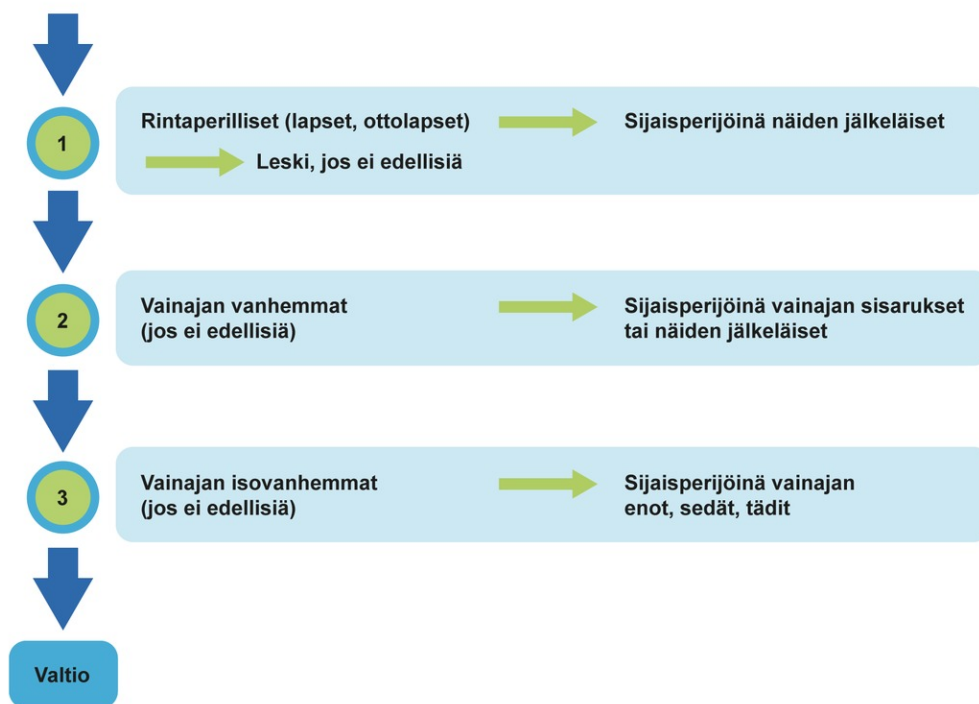 1
Rintaperilliset (lapset, ottolapset)
Sijaisperijöinä näiden jälkeläiset
Leski, jos ei edellisiä
2
Vainajan vanhemmat
(jos ei edellisiä)
Sijaisperijöinä vainajan sisarukset
tai näiden jälkeläiset
3
Vainajan isovanhemmat
(jos ei edellisiä)
Sijaisperijöinä vainajan
enot, sedät, tädit
Valtio